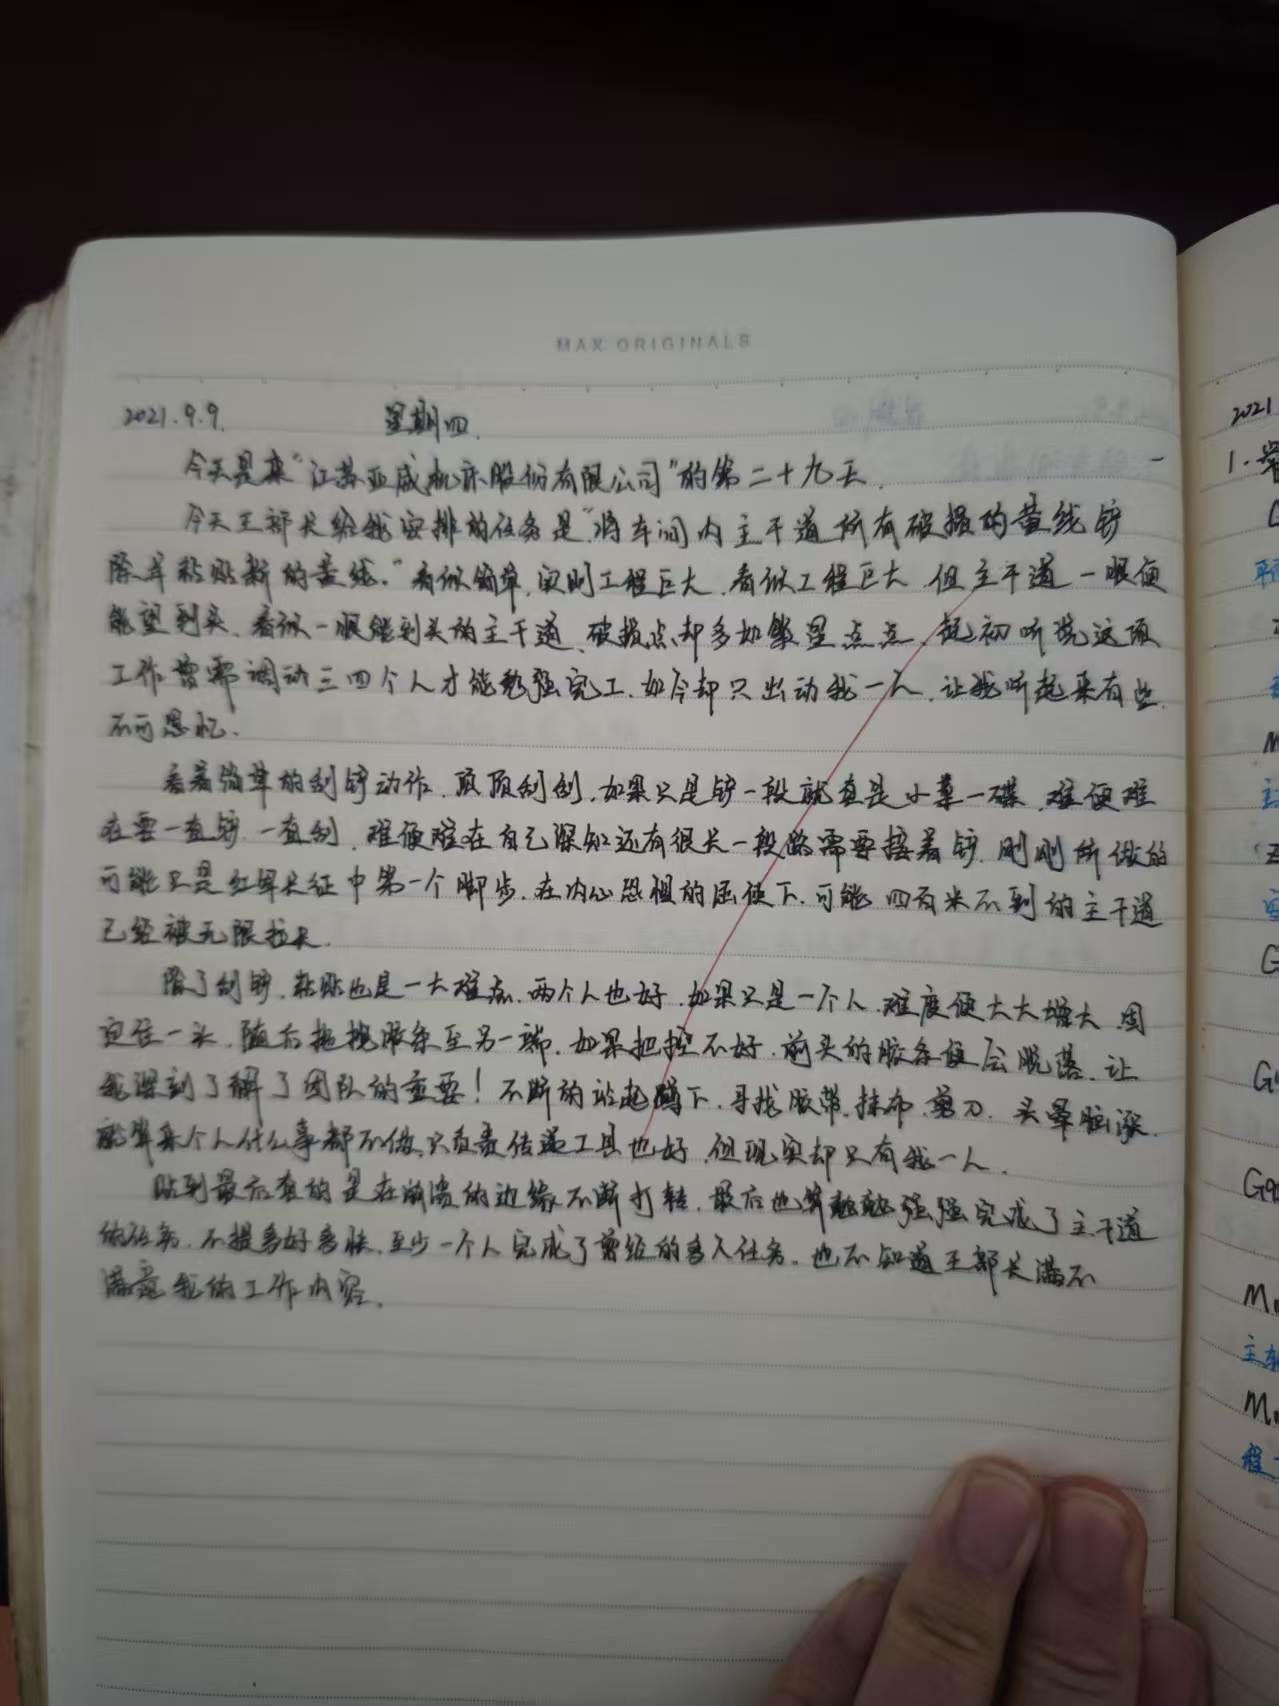 MAX ORIGINALS
2021.9.9. 星期四.
今天是来“江苏亚威机床股份有限公司”的第二十九天.
今天王部长给我安排的任务是“将车间内主干道所有破损的黄线铲
除并粘贴新的黄线.”看似简单,实则工程巨大.看似工程巨大,但主干道一眼便
能望到头.看似一眼能到头的主干道,破损点却多如繁星点点.起初听说这项
工作曾需调动三四个人才能勉强完工.如今却只出动我一人.让我听起来有些
不可思议.
看着简单的刮铲动作,顶顶刮刮.如果只是铲一段就真是小菜一碟.难便难
在要一直铲.一直刮.难便难在自己深知还有很长一段路需要接着铲.刚刚所做的
可能只是红军长征中第一个脚步.在内心恐惧的屈使下.可能四百米不到的主干道
已经被无限拉长.
除了刮铲.粘贴也是一大难点.两个人也好.如果只是一个人.难度便大大增大.固
定住一头.随后拖拽胶条至另一端.如果把控不好.前头的胶条便会脱落.让
我深刻了解了团队的重要!不断的站起蹲下.寻找胶带.抹布.剪刀.头晕脑涨.
就算来个人什么事都不做,只负责传递工具也好.但现实却只有我一人.
贴到最后真的是在崩溃的边缘不断打转.最后也算勉勉强强完成了主干道
的任务.不提多好多快.至少一个人完成了曾经的多人任务.也不知道王部长满不
满意我的工作内容.
2021
1.
G
M
G
M
主轴
M
程